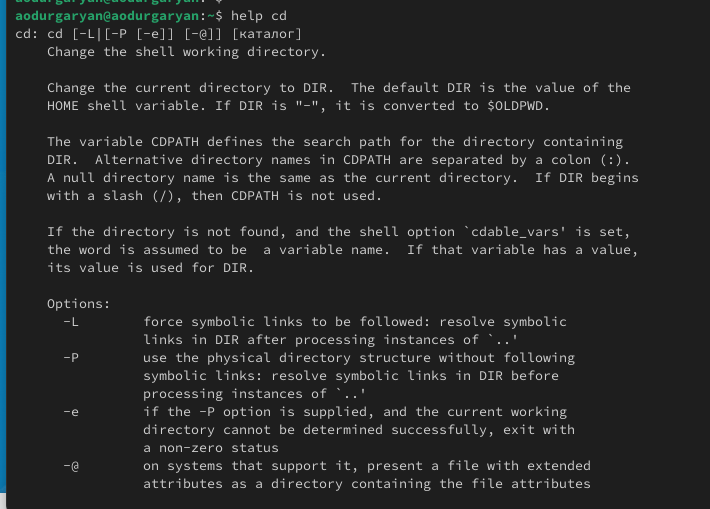 aodurgaryan@aodurgaryan:~$ help cd
cd: cd [-L|[-P [-e]] [-@]] [каталог]
    Change the shell working directory.

    Change the current directory to DIR.  The default DIR is the value of the
    HOME shell variable. If DIR is "-", it is converted to $OLDPWD.

    The variable CDPATH defines the search path for the directory containing
    DIR.  Alternative directory names in CDPATH are separated by a colon (:).
    A null directory name is the same as the current directory.  If DIR begins
    with a slash (/), then CDPATH is not used.

    If the directory is not found, and the shell option `cdable_vars' is set,
    the word is assumed to be  a variable name.  If that variable has a value,
    its value is used for DIR.

    Options:
      -L        force symbolic links to be followed: resolve symbolic
                links in DIR after processing instances of `..'
      -P        use the physical directory structure without following
                symbolic links: resolve symbolic links in DIR before
                processing instances of `..'
      -e        if the -P option is supplied, and the current working
                directory cannot be determined successfully, exit with
                a non-zero status
      -@        on systems that support it, present a file with extended
                attributes as a directory containing the file attributes